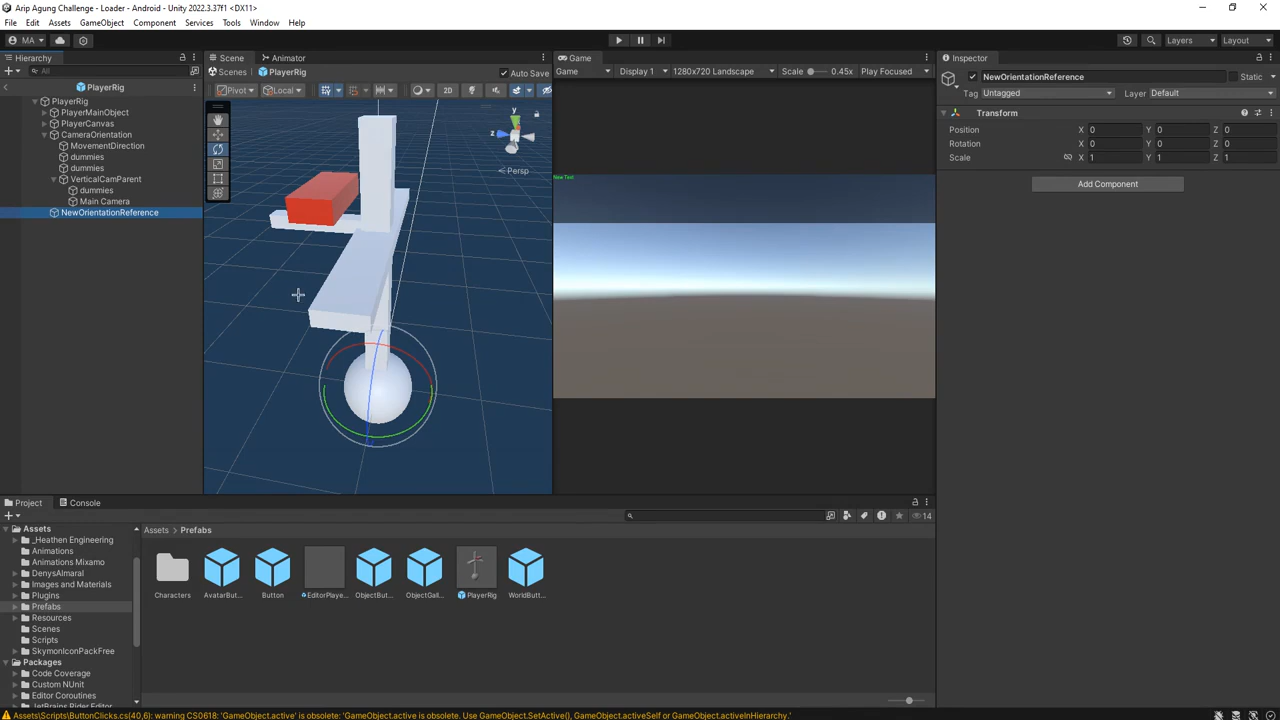 Arip Agung Challenge - Loader - Android - Unity 2022.3.37f1 <DX11>
File Edit Assets GameObject Component Services Tools Window Help
MA
Layers Layout
Hierarchy
All
PlayerRig
PlayerRig
PlayerMainObject
PlayerCanvas
CameraOrientation
MovementDirection
dummies
dummies
VerticalCamParent
dummies
Main Camera
NewOrientationReference
Scene Animator
Scenes PlayerRig Auto Save
Pivot Local 2D
y
z
Persp
Game
Game Display 1 1280x720 Landscape Scale 0.45x Play Focused
New Text
Inspector
NewOrientationReference Static
Tag Untagged Layer Default
Transform
Position X 0 Y 0 Z 0
Rotation X 0 Y 0 Z 0
Scale X 1 Y 1 Z 1
Add Component
Project Console
14
Assets
_Heathen Engineering
Animations
Animations Mixamo
DenysAlmaral
Images and Materials
Plugins
Prefabs
Resources
Scenes
Scripts
SkymonIconPackFree
Packages
Code Coverage
Custom NUnit
Editor Coroutines
JetBrains Rider Editor
Assets > Prefabs
Characters AvatarBut... Button EditorPlaye... ObjectBut... ObjectGall... PlayerRig WorldButt...
Assets\Scripts\ButtonClicks.cs(40,6): warning CS0618: 'GameObject.active' is obsolete: 'GameObject.active is obsolete. Use GameObject.SetActive(), GameObject.activeSelf or GameObject.activeInHierarchy.'